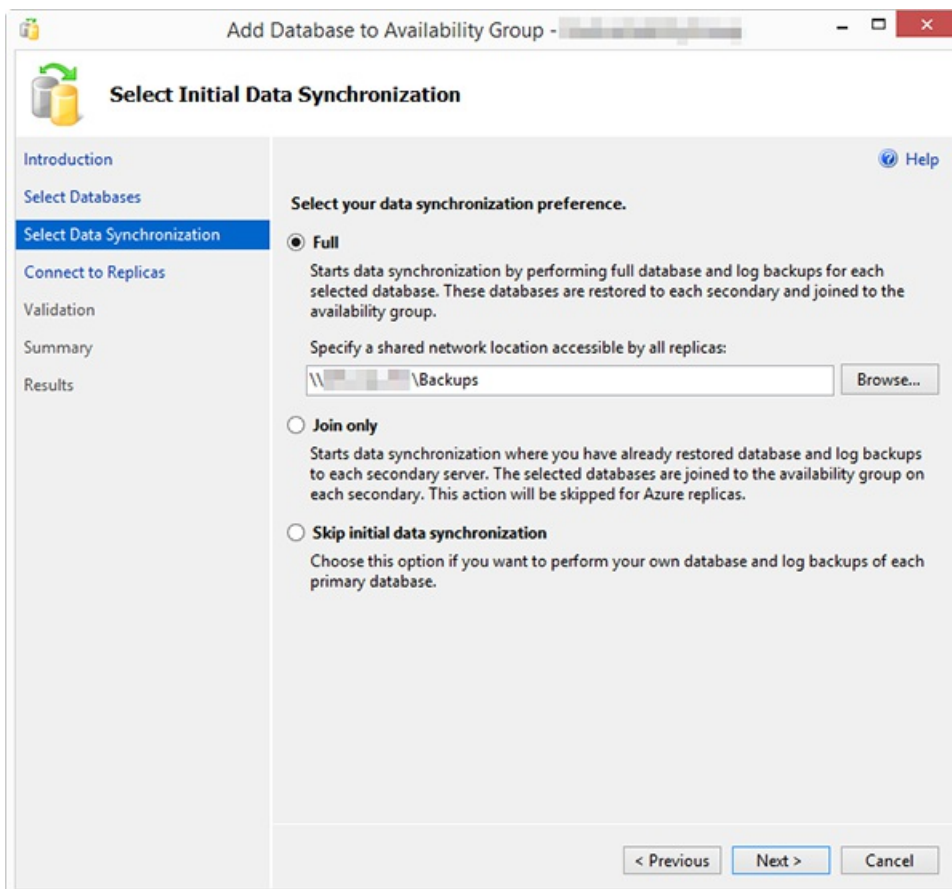 Add Database to Availability Group -
Select Initial Data Synchronization
Introduction
Select Databases
Select Data Synchronization
Connect to Replicas
Validation
Summary
Results
Help
Select your data synchronization preference.
Full
Starts data synchronization by performing full database and log backups for each
selected database. These databases are restored to each secondary and joined to the
availability group.
Specify a shared network location accessible by all replicas:
\\ \Backups
Browse...
Join only
Starts data synchronization where you have already restored database and log backups
to each secondary server. The selected databases are joined to the availability group on
each secondary. This action will be skipped for Azure replicas.
Skip initial data synchronization
Choose this option if you want to perform your own database and log backups of each
primary database.
< Previous
Next >
Cancel